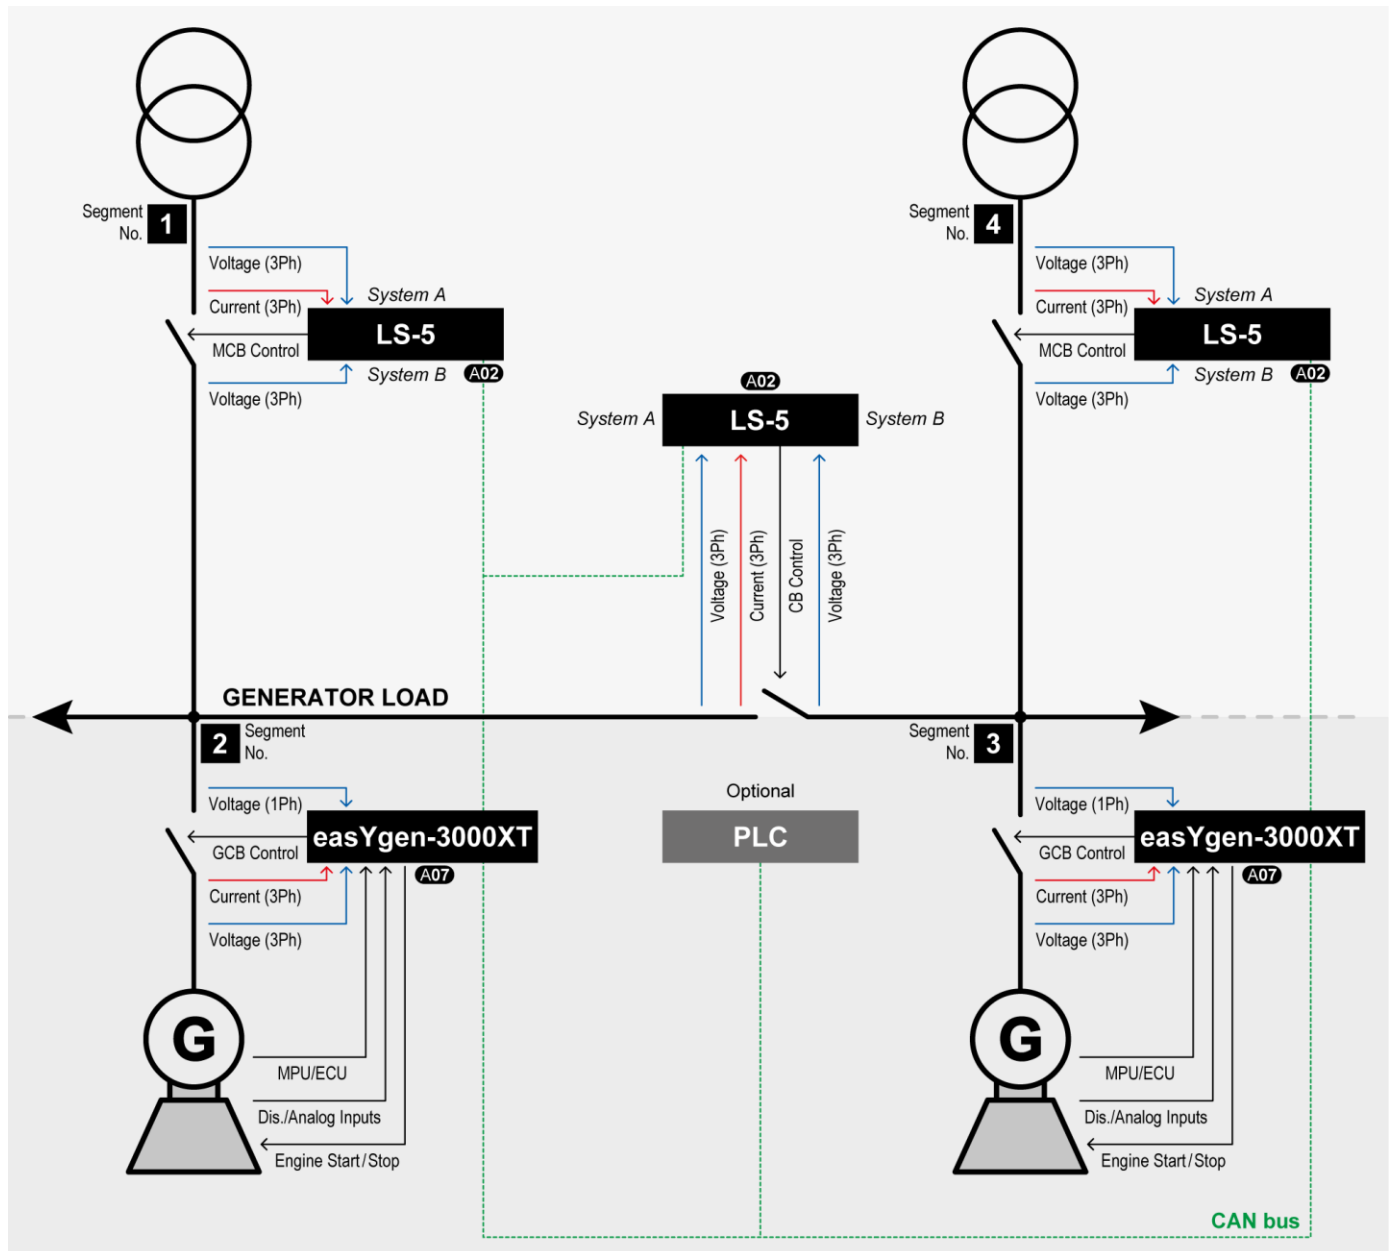 Segment
No.
1
Voltage (3Ph)
Current (3Ph)
System A
LS-5
MCB Control
System B
A02
Voltage (3Ph)
Segment
No.
4
Voltage (3Ph)
Current (3Ph)
System A
LS-5
MCB Control
System B
A02
Voltage (3Ph)
A02
System A
LS-5
System B
Voltage (3Ph)
Current (3Ph)
CB Control
Voltage (3Ph)
GENERATOR LOAD
2
Segment
No.
Segment
No.
3
Voltage (1Ph)
easYgen-3000XT
GCB Control
A07
Current (3Ph)
Voltage (3Ph)
G
MPU/ECU
Dis./Analog Inputs
Engine Start/Stop
Optional
PLC
Voltage (1Ph)
easYgen-3000XT
GCB Control
A07
Current (3Ph)
Voltage (3Ph)
G
MPU/ECU
Dis./Analog Inputs
Engine Start/Stop
CAN bus